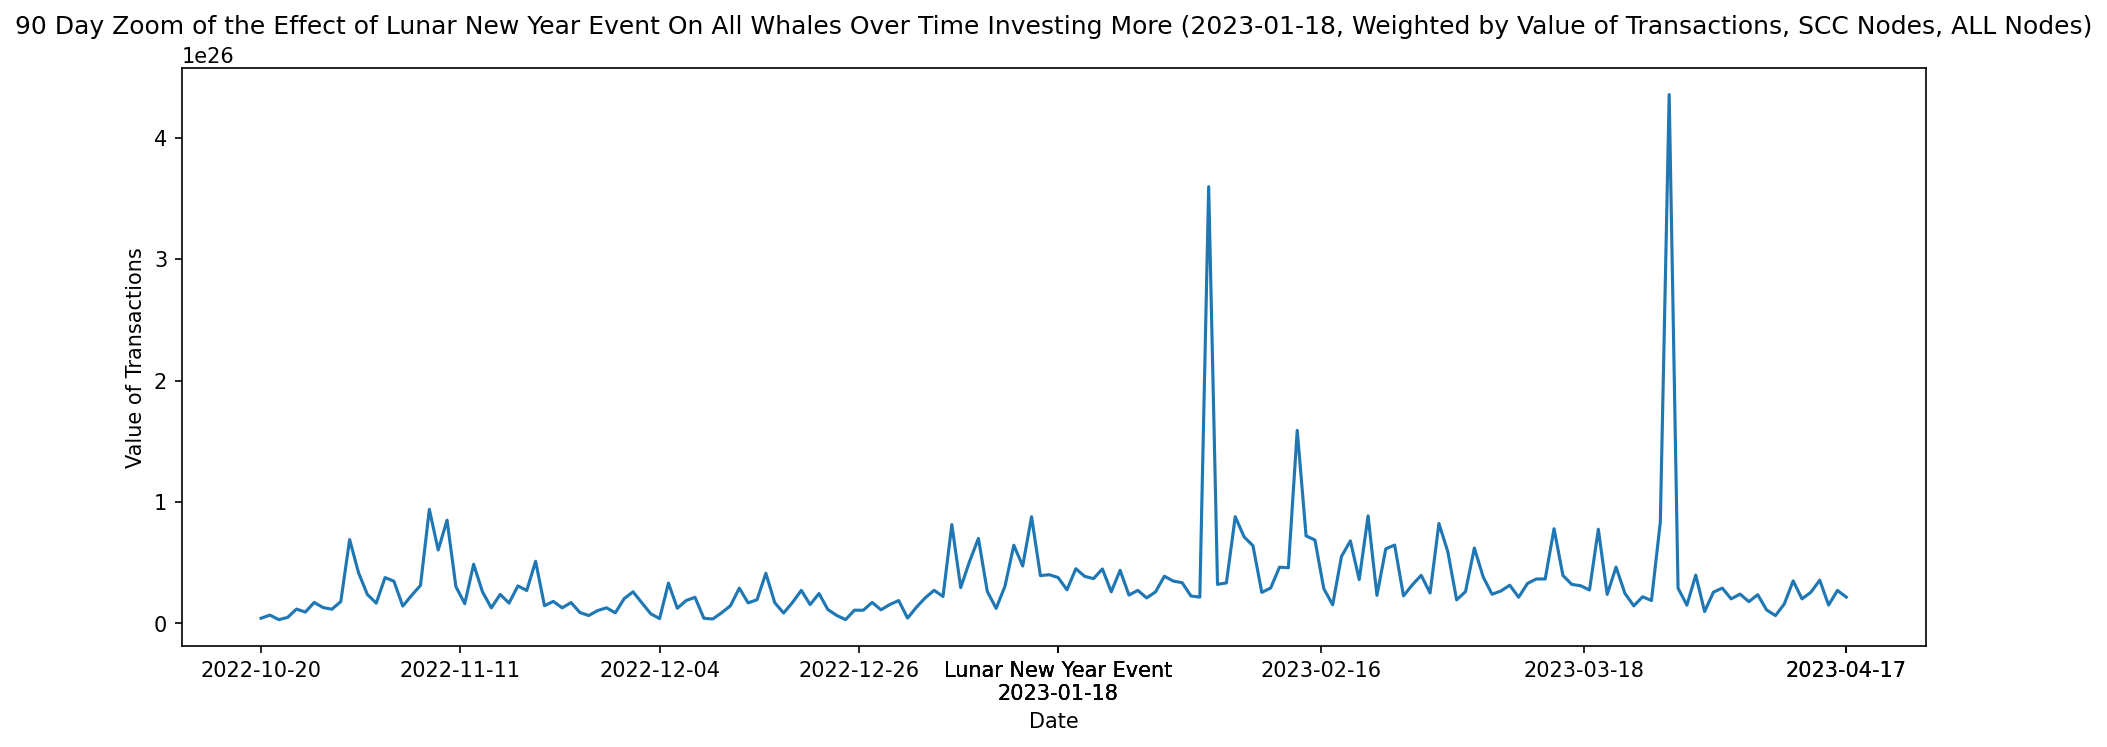 90 Day Zoom of the Effect of Lunar New Year Event On All Whales Over Time Investing More (2023-01-18, Weighted by Value of Transactions, SCC Nodes, ALL Nodes)
1e26
4
3
2
1
0
Value of Transactions
2022-10-20
2022-11-11
2022-12-04
2022-12-26
Lunar New Year Event
2023-01-18
2023-02-16
2023-03-18
2023-04-17
Date